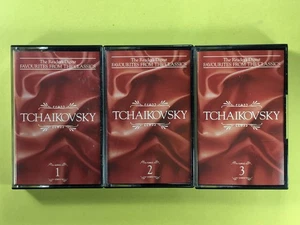 The Reader's Digest
FAVOURITES FROM THE CLASSICS
TCHAIKOVSKY
1
The Reader's Digest
FAVOURITES FROM THE CLASSICS
TCHAIKOVSKY
2
The Reader's Digest
FAVOURITES FROM THE CLASSICS
TCHAIKOVSKY
3